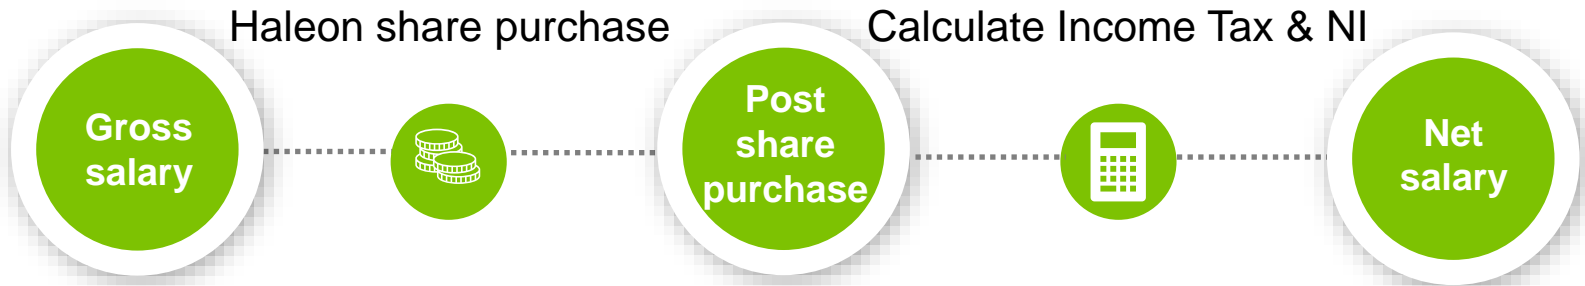 Haleon share purchase
Calculate Income Tax & NI
Gross
salary
Post
share
purchase
Net
salary